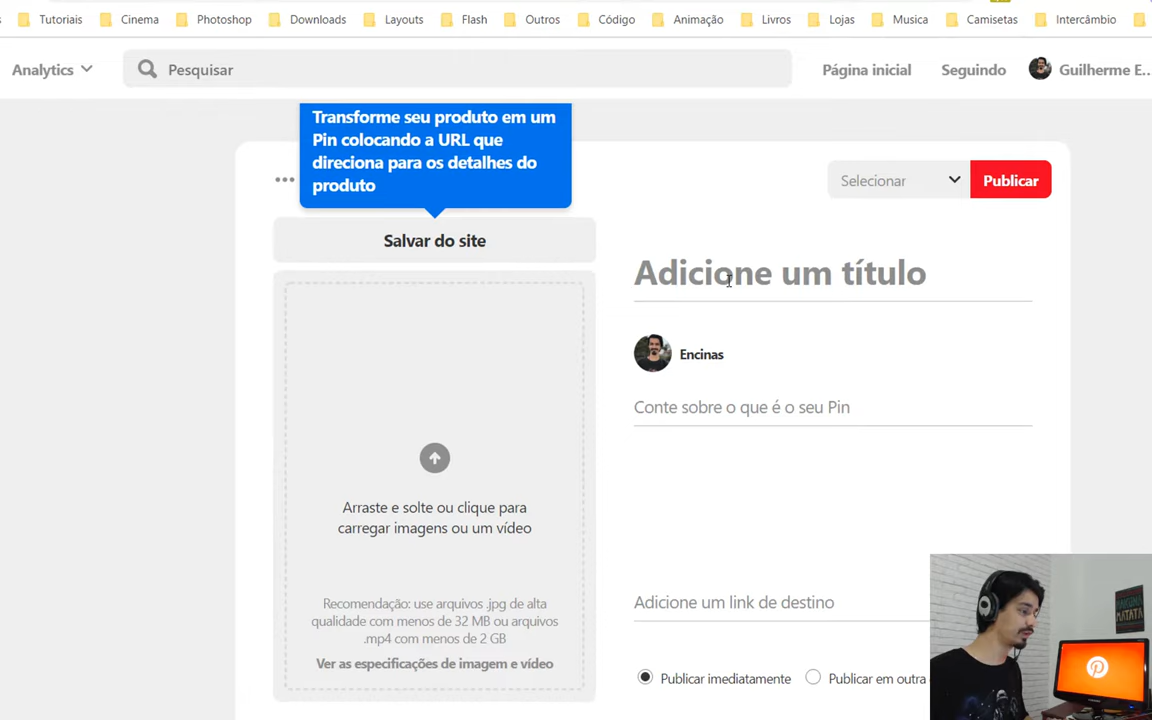 Tutoriais Cinema Photoshop Downloads Layouts Flash Outros Código Animação Livros Lojas Musica Camisetas Intercâmbio
Analytics Pesquisar Página inicial Seguindo Guilherme E...
Transforme seu produto em um
Pin colocando a URL que
direciona para os detalhes do
produto
Selecionar Publicar
Salvar do site
Adicione um título
Encinas
Conte sobre o que é o seu Pin
Arraste e solte ou clique para
carregar imagens ou um vídeo
Adicione um link de destino
Recomendação: use arquivos .jpg de alta
qualidade com menos de 32 MB ou arquivos
.mp4 com menos de 2 GB
Ver as especificações de imagem e vídeo
Publicar imediatamente Publicar em outra